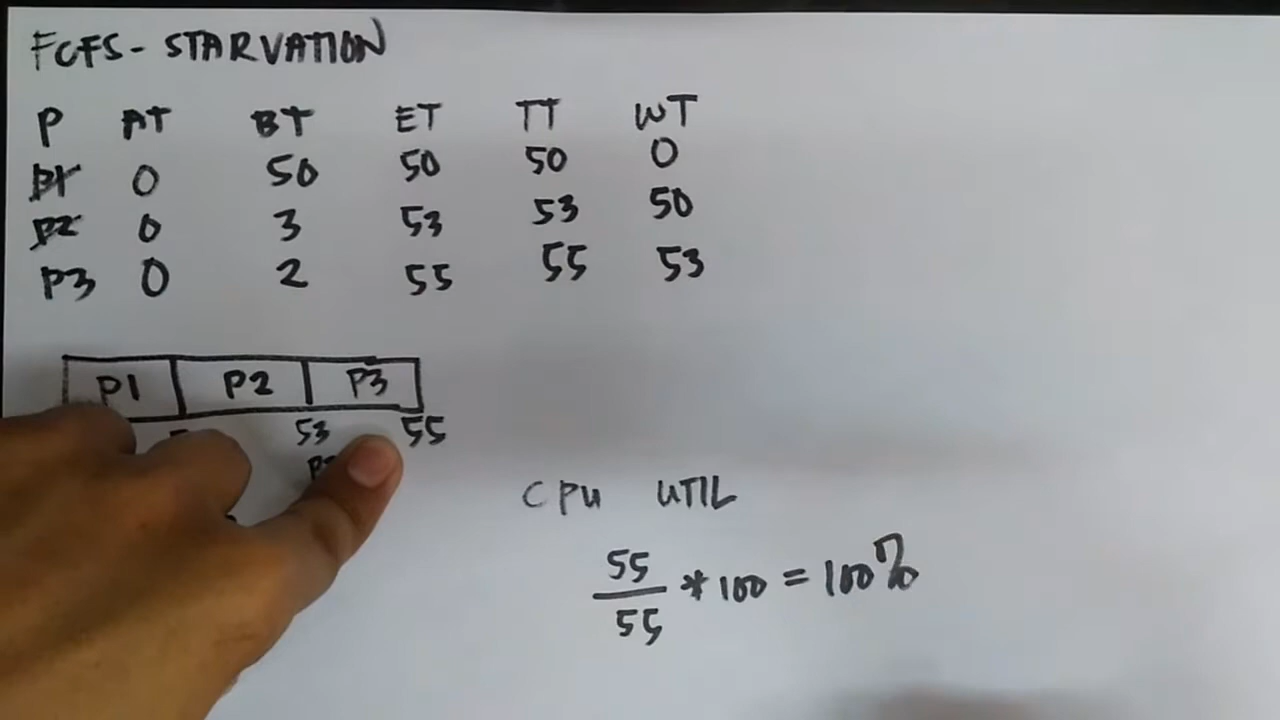 FCFS - STARVATION
P AT BT ET TT WT
P1 0 50 50 50 0
P2 0 3 53 53 50
P3 0 2 55 55 53
P1 P2 P3
53 55
CPU UTIL
55
55
* 100 = 100%